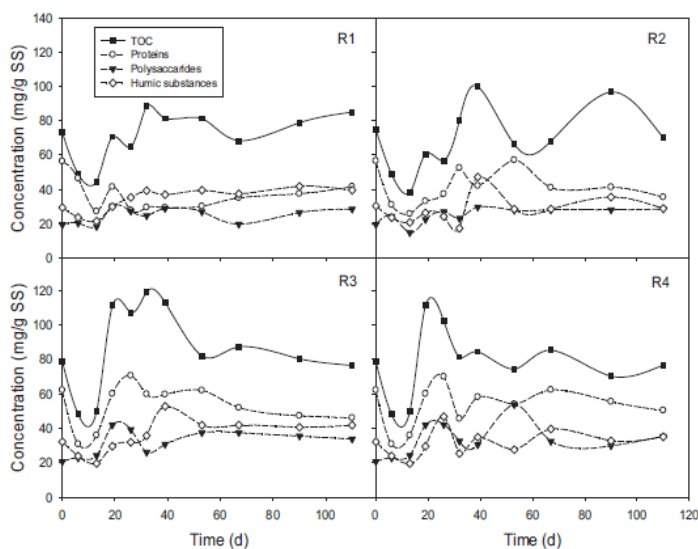 140
120
100
80
60
40
20
0
Concentration (mg/g SS)
TOC
Proteins
Polysaccarides
Humic substances
R1
R2
120
100
80
60
40
20
0
Concentration (mg/g SS)
R3
R4
0 20 40 60 80 100
0 20 40 60 80 100 120
Time (d)
Time (d)